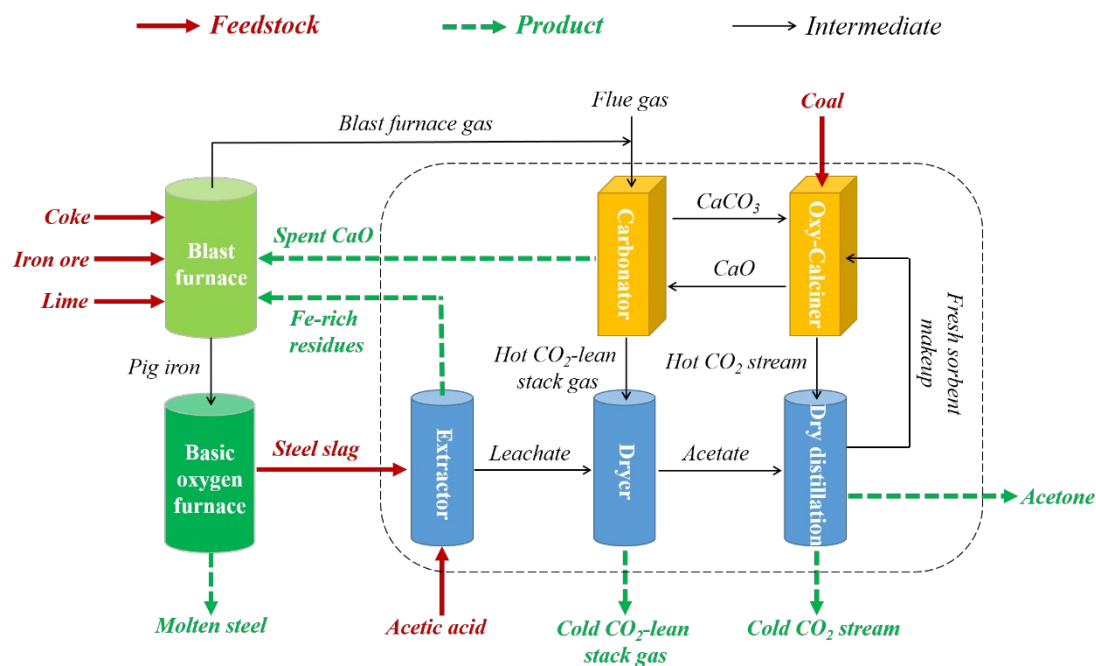 Feedstock
Product
Intermediate
Flue gas
Coal
Blast furnace gas
Coke
Iron ore
Lime
Blast
furnace
Spent CaO
Fe-rich
residues
Carbonator
CaCO₃
CaO
Oxy-Calciner
Fresh sorbent
makeup
Pig iron
Hot CO₂-lean
stack gas
Hot CO₂ stream
Basic
oxygen
furnace
Steel slag
Extractor
Leachate
Dryer
Acetate
Dry distillation
Acetone
Molten steel
Acetic acid
Cold CO₂-lean
stack gas
Cold CO₂ stream